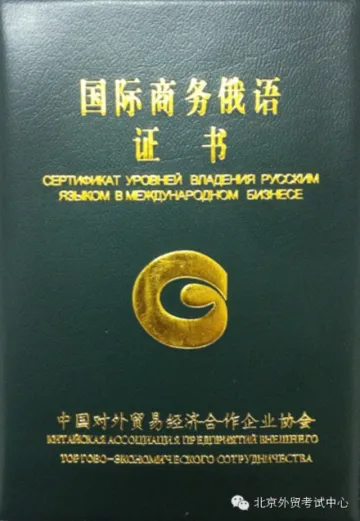 国际商务俄语
证 书
СЕРТИФИКАТ УРОВНЕЙ ВЛАДЕНИЯ РУССКИМ
ЯЗЫКОМ В МЕЖДУНАРОДНОМ БИЗНЕСЕ
中国对外贸易经济合作企业协会
КИТАЙСКАЯ АССОЦИАЦИЯ ПРЕДПРИЯТИЙ ВНЕШНЕГО
ТОРГОВО-ЭКОНОМИЧЕСКОГО СОТРУДНИЧЕСТВА
北京外贸考试中心